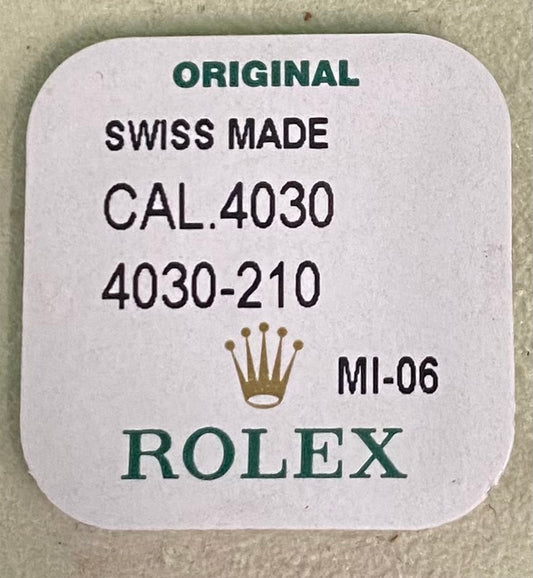 ORIGINAL
SWISS MADE
CAL.4030
4030-210
MI-06
ROLEX